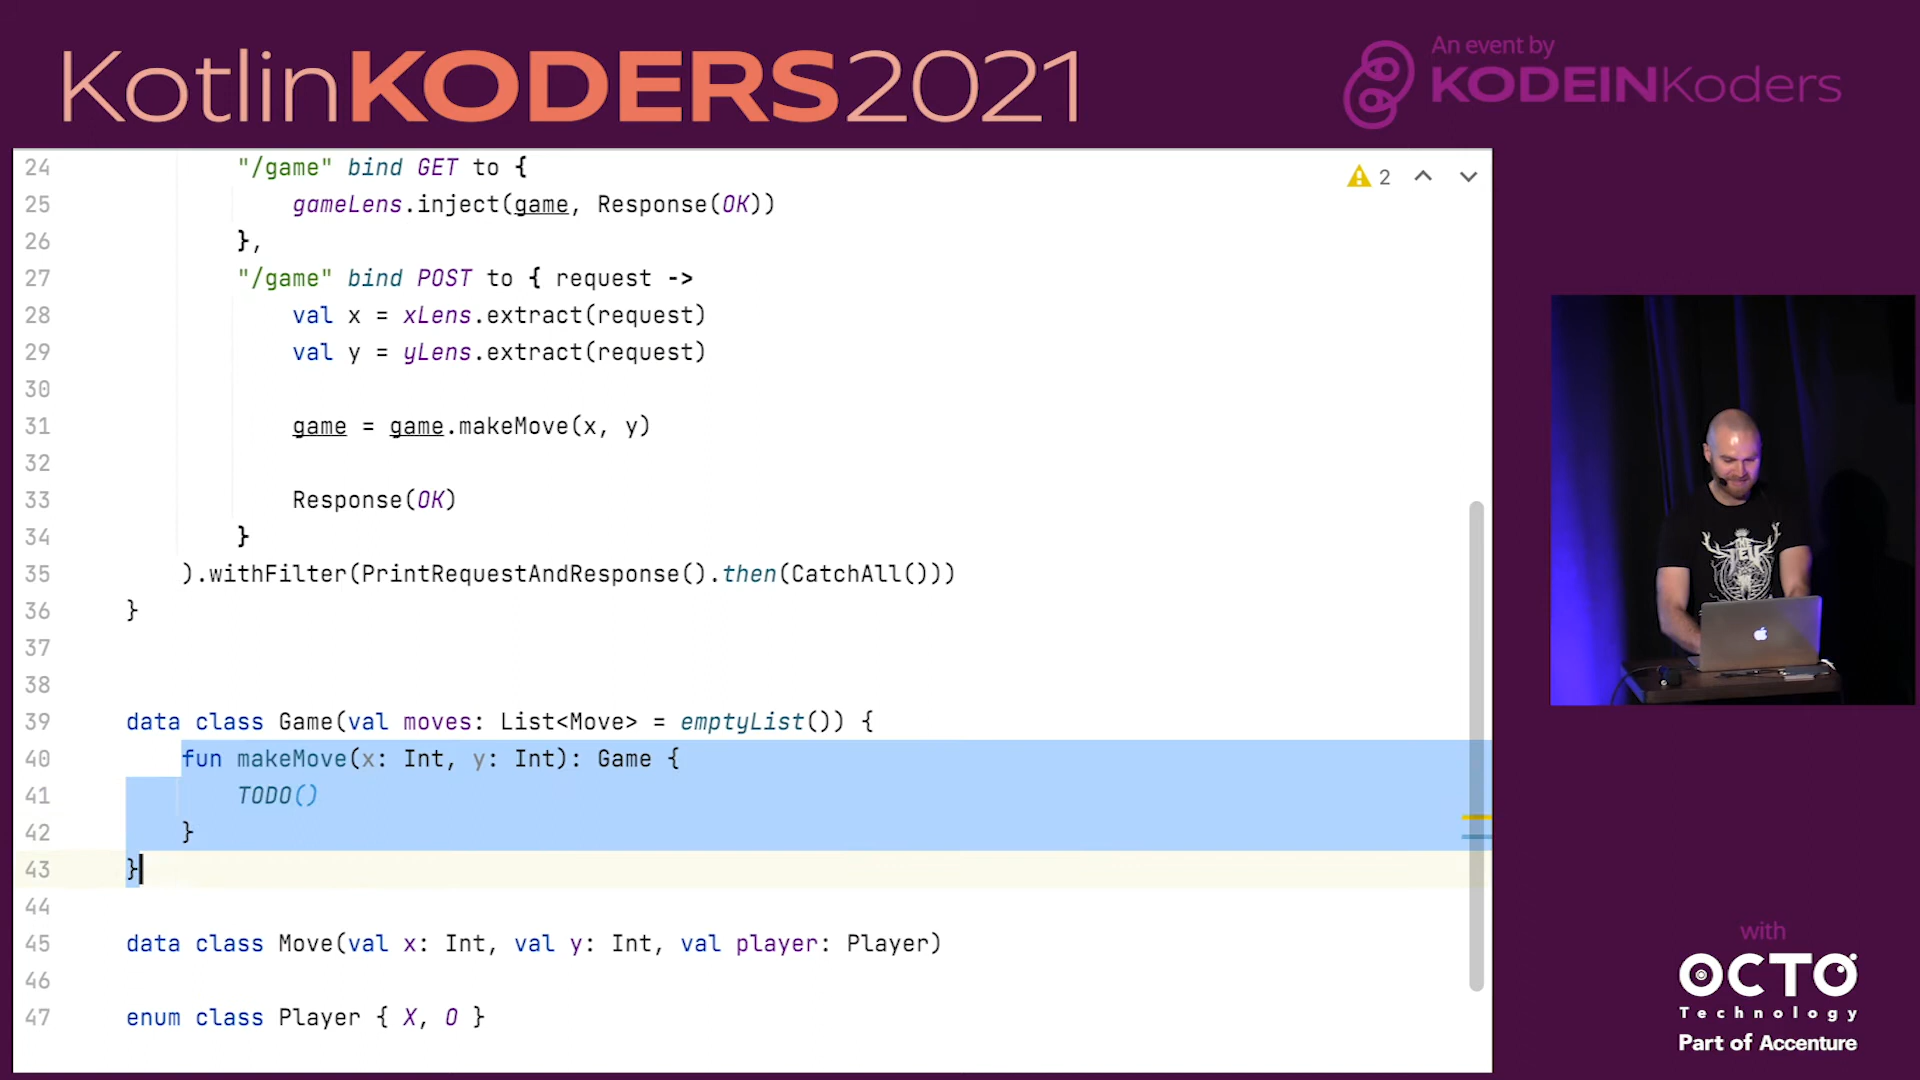 KotlinKODERS2021
An event by
KODEINKoders
24 "/game" bind GET to {
25 gameLens.inject(game, Response(OK))
26 },
27 "/game" bind POST to { request ->
28 val x = xLens.extract(request)
29 val y = yLens.extract(request)
30
31 game = game.makeMove(x, y)
32
33 Response(OK)
34 }
35 ).withFilter(PrintRequestAndResponse().then(CatchAll()))
36 }
37
38
39 data class Game(val moves: List<Move> = emptyList()) {
40 fun makeMove(x: Int, y: Int): Game {
41 TODO()
42 }
43 }
44
45 data class Move(val x: Int, val y: Int, val player: Player)
46
47 enum class Player { X, O }
2
with
OCTO
Technology
Part of Accenture